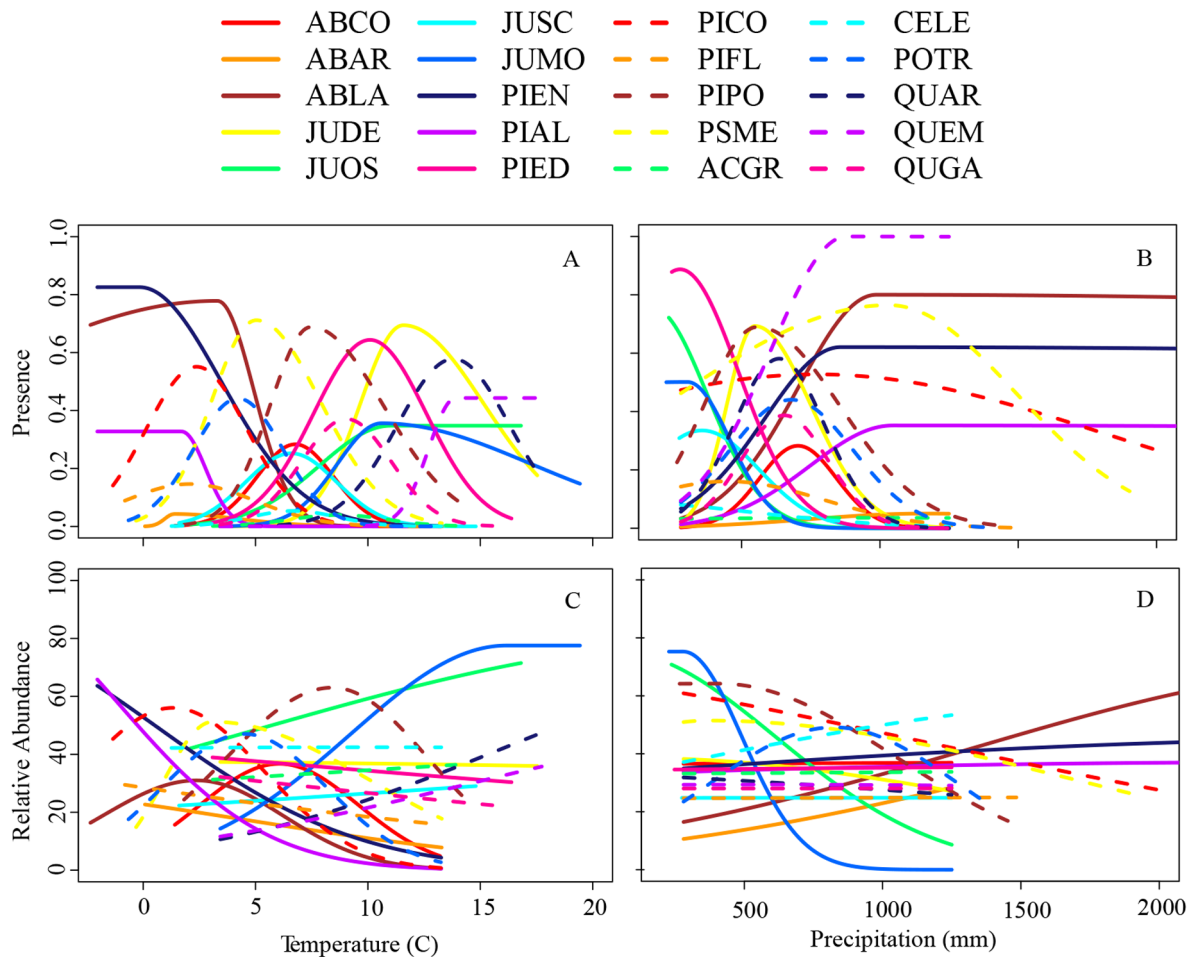 ABCO JUSC PICO CELE
ABAR JUMO PIFL POTR
ABLA PIEN PIPO QUAR
JUDE PIAL PSME QUEM
JUOS PIED ACGR QUGA
A
B
Presence
1.0
0.8
0.6
0.4
0.2
0.0
C
D
Relative Abundance
100
80
60
40
20
0
0 5 10 15 20
500 1000 1500 2000
Temperature (C)
Precipitation (mm)